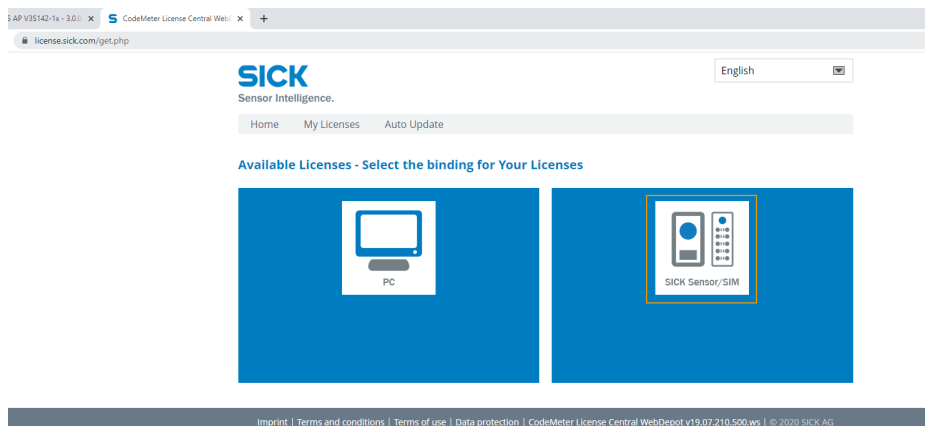 S AP V3S142-1x - 3.0.0
CodeMeter License Central Web
license.sick.com/get.php
SICK
Sensor Intelligence.
English
Home My Licenses Auto Update
Available Licenses - Select the binding for Your Licenses
PC
SICK Sensor/SIM
Imprint | Terms and conditions | Terms of use | Data protection | CodeMeter License Central WebDepot v19.07.210.500.ws | © 2020 SICK AG